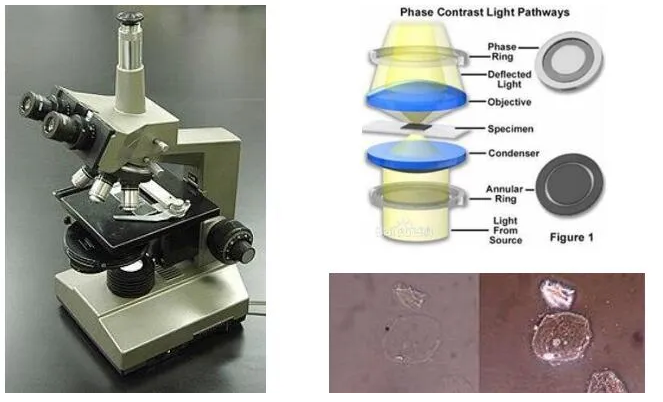 Phase Contrast Light Pathways
Phase
Ring
Deflected
Light
Objective
Specimen
Condenser
Annular
Ring
Light
From
Source
Figure 1